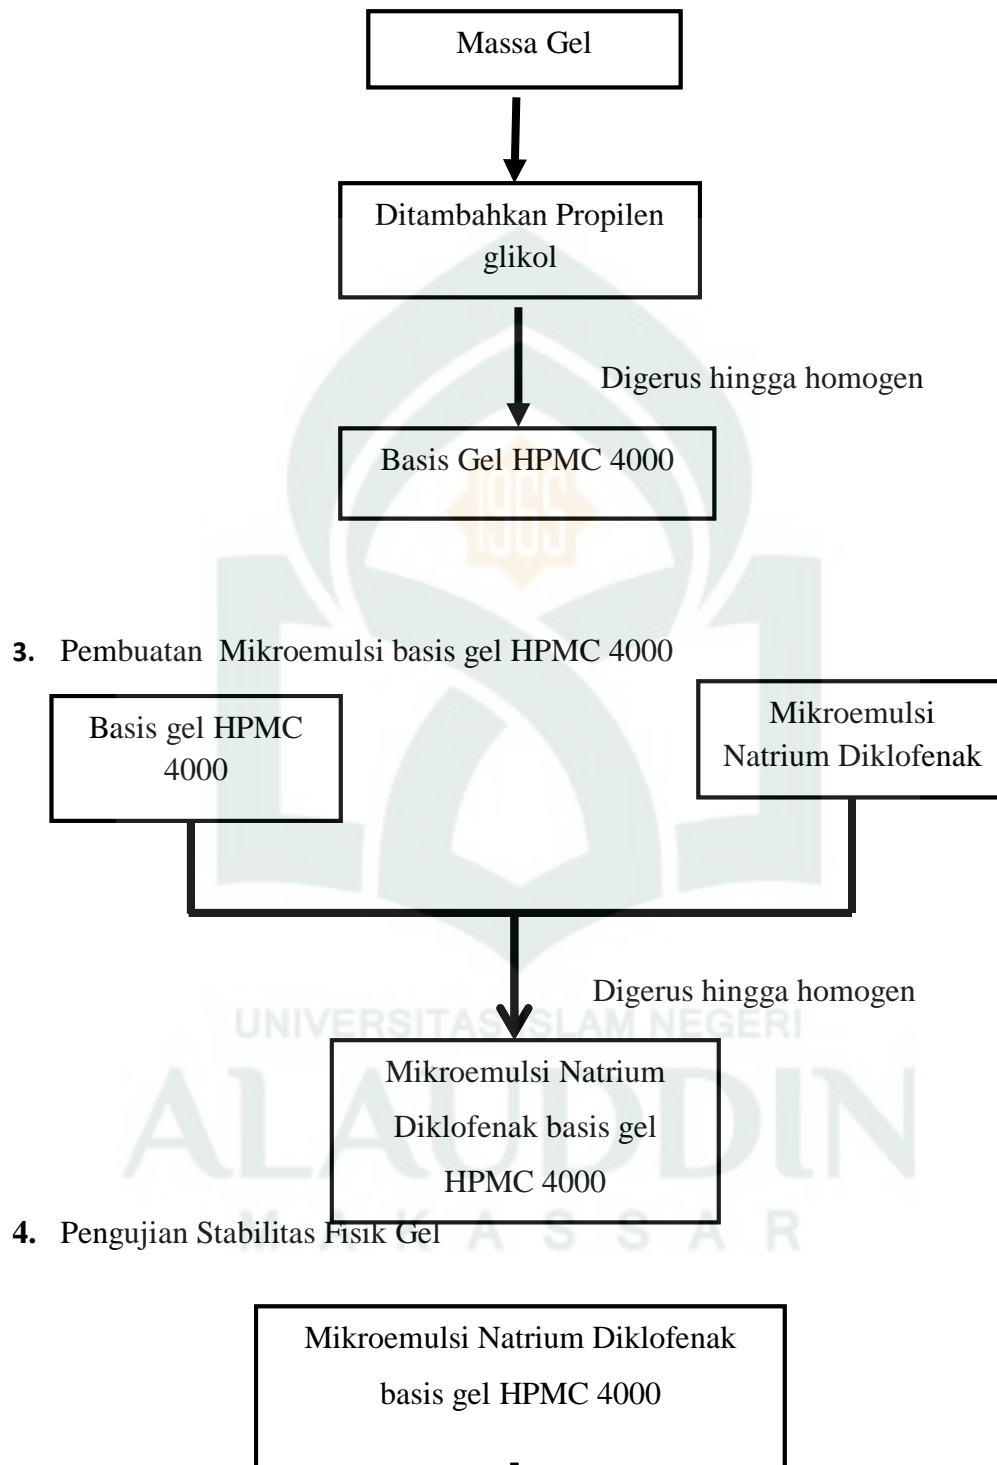 Massa Gel
Ditambahkan Propilen
glikol
Digerus hingga homogen
Basis Gel HPMC 4000
1965
3. Pembuatan Mikroemulsi basis gel HPMC 4000
Basis gel HPMC
4000
Mikroemulsi
Natrium Diklofenak
Digerus hingga homogen
UNIVERSITAS ISLAM NEGERI
Mikroemulsi Natrium
Diklofenak basis gel
HPMC 4000
ALAUDDIN
MAKASSAR
4. Pengujian Stabilitas Fisik Gel
Mikroemulsi Natrium Diklofenak
basis gel HPMC 4000